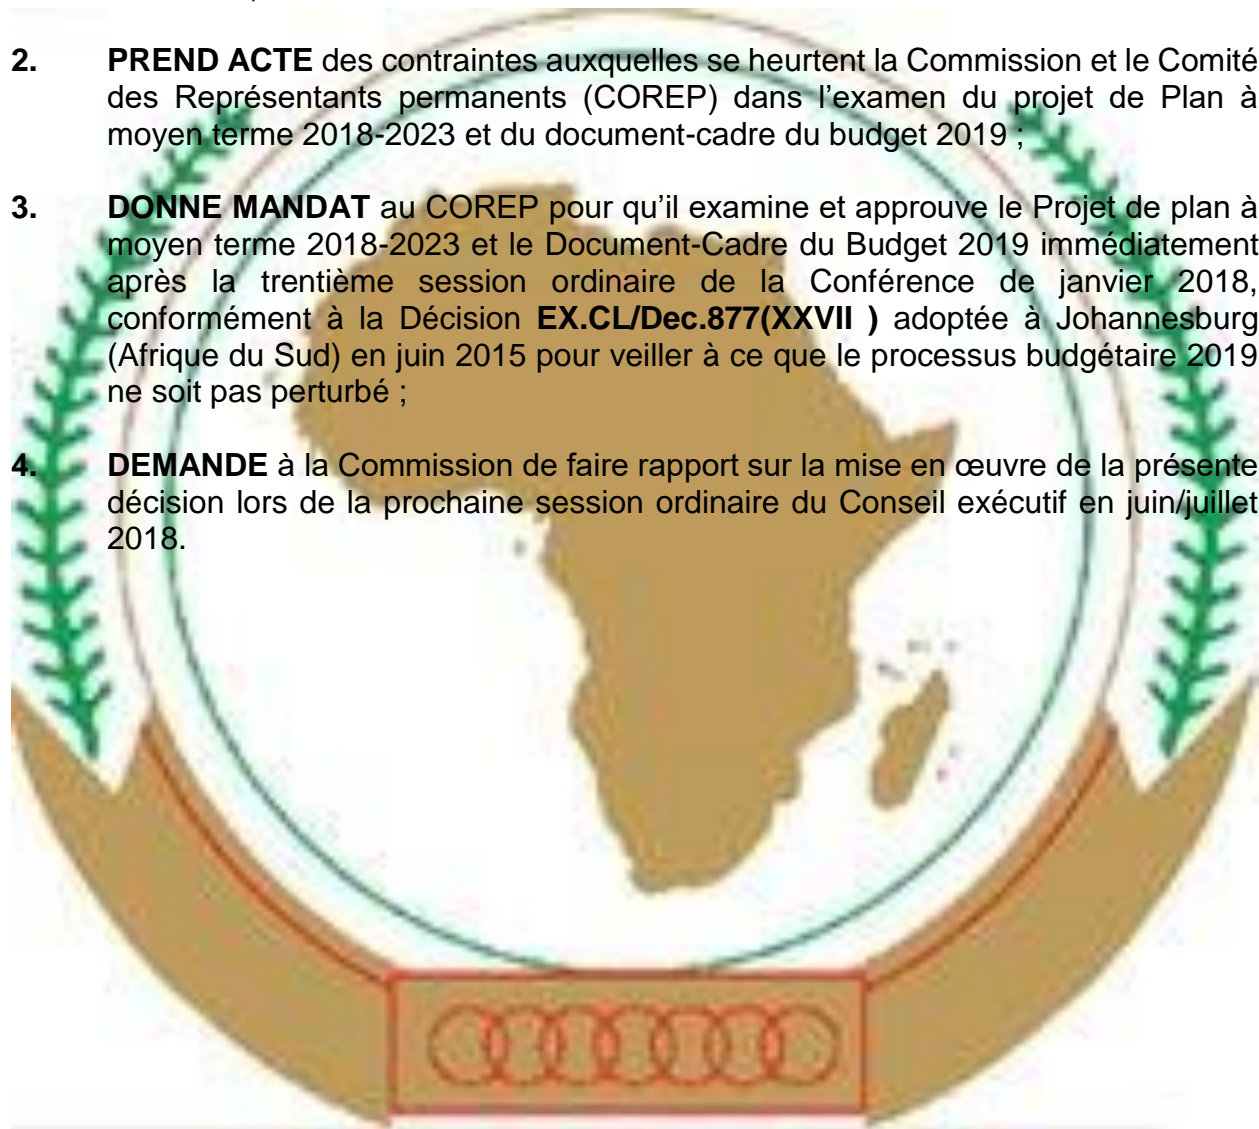 2. PREND ACTE des contraintes auxquelles se heurtent la Commission et le Comité
des Représentants permanents (COREP) dans l'examen du projet de Plan à
moyen terme 2018-2023 et du document-cadre du budget 2019 ;
3. DONNE MANDAT au COREP pour qu'il examine et approuve le Projet de plan à
moyen terme 2018-2023 et le Document-Cadre du Budget 2019 immédiatement
après la trentième session ordinaire de la Conférence de janvier 2018,
conformément à la Décision EX.CL/Dec.877(XXVII ) adoptée à Johannesburg
(Afrique du Sud) en juin 2015 pour veiller à ce que le processus budgétaire 2019
ne soit pas perturbé ;
4. DEMANDE à la Commission de faire rapport sur la mise en œuvre de la présente
décision lors de la prochaine session ordinaire du Conseil exécutif en juin/juillet
2018.